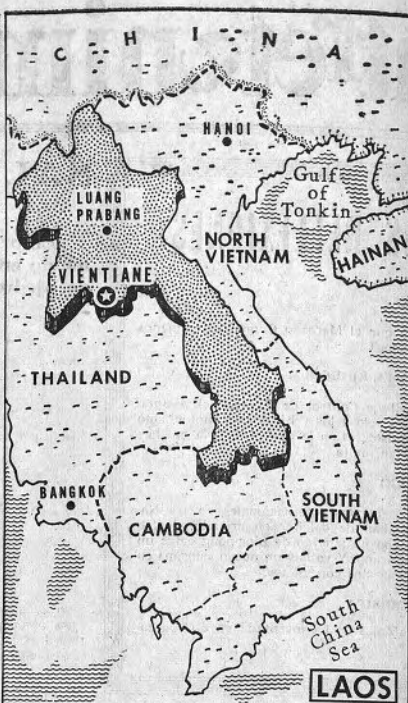 CHINA
HANOI
Gulf
of
Tonkin
LUANG
PRABANG
NORTH
VIETNAM
HAINAN
VIENTIANE
THAILAND
BANGKOK
SOUTH
VIETNAM
CAMBODIA
South
China
Sea
LAOS